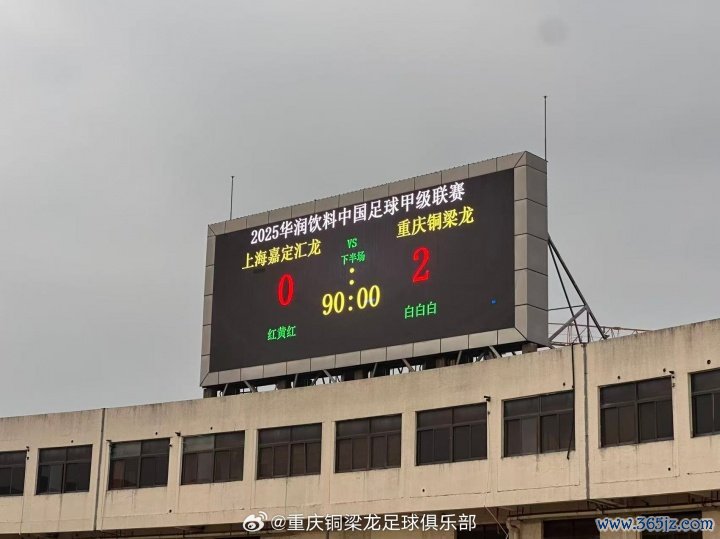 2025华润饮料中国足球甲级联赛
上海嘉定汇龙 VS 重庆铜梁龙
下半场
0 : 2
90:00
红黄红 白白白
@重庆铜梁龙足球俱乐部
www.365jz.com